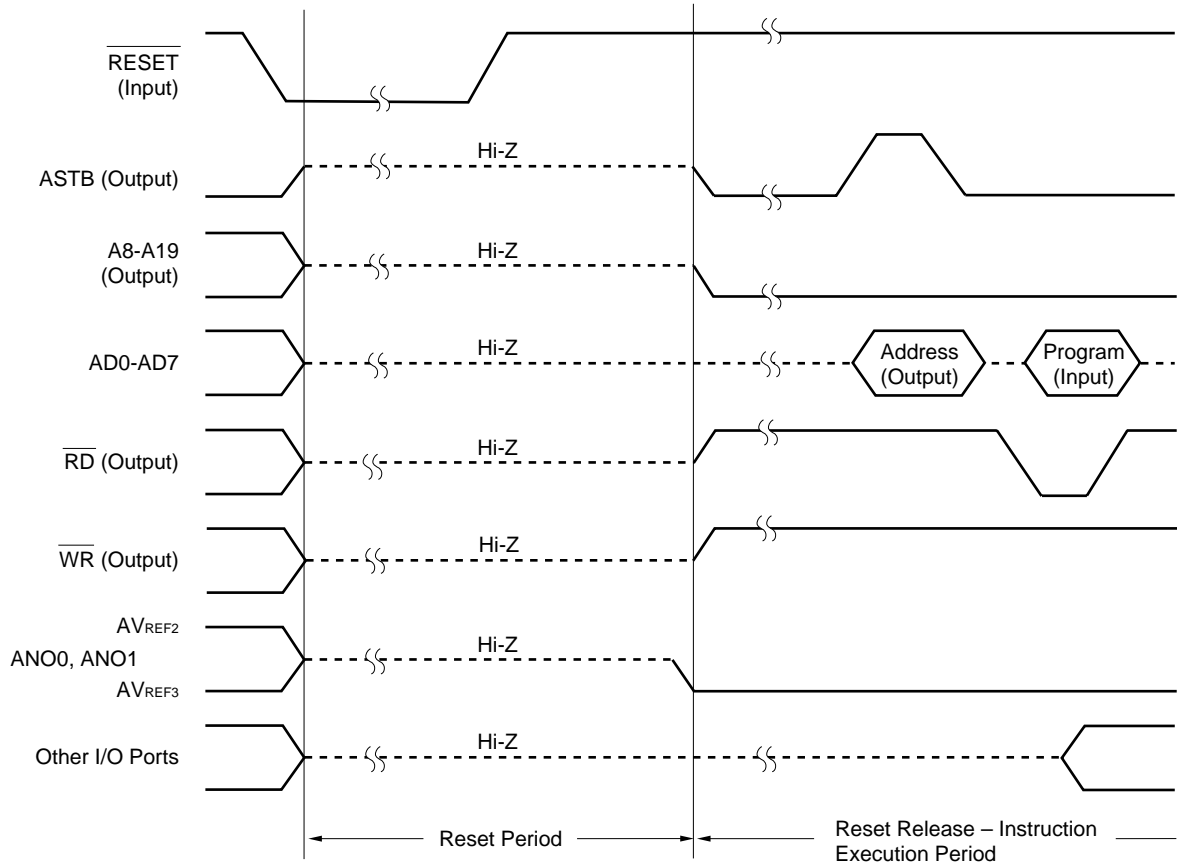 RESET
(Input)
Hi-Z
ASTB (Output)
A8-A19
(Output)
Hi-Z
AD0-AD7
Hi-Z
Address
(Output)
Program
(Input)
RD (Output)
Hi-Z
WR (Output)
Hi-Z
AVREF2
ANO0, ANO1
AVREF3
Hi-Z
Other I/O Ports
Hi-Z
Reset Period
Reset Release – Instruction
Execution Period